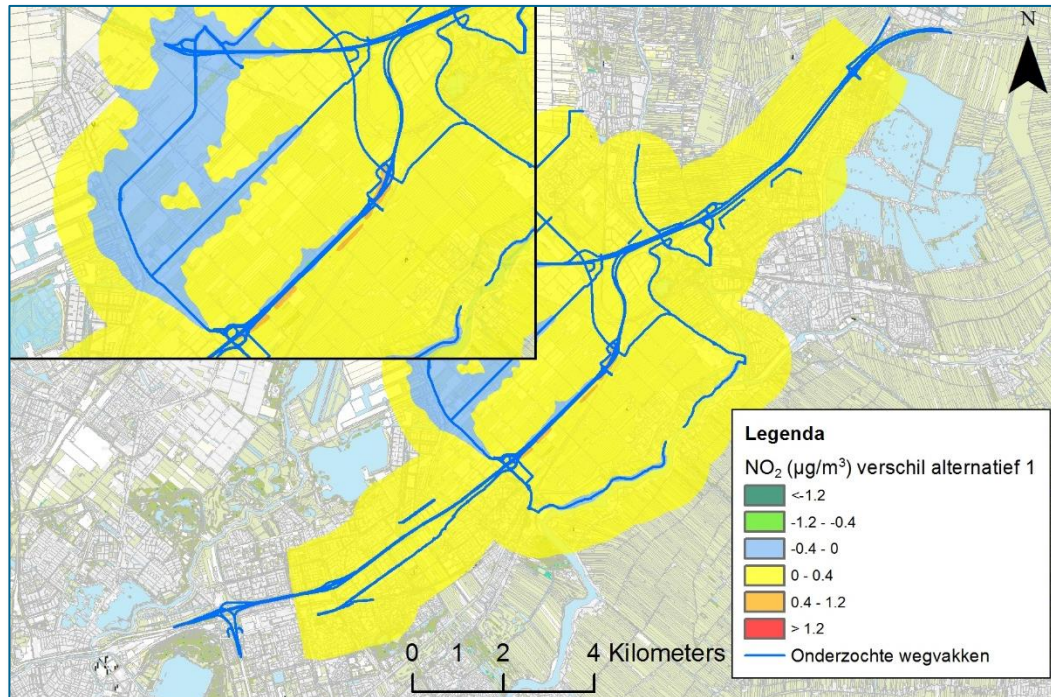 N
Legenda
NO₂ (µg/m³) verschil alternatief 1
<-1.2
-1.2 - -0.4
-0.4 - 0
0 - 0.4
0.4 - 1.2
> 1.2
Onderzochte wegvakken
0 1 2 4 Kilometers